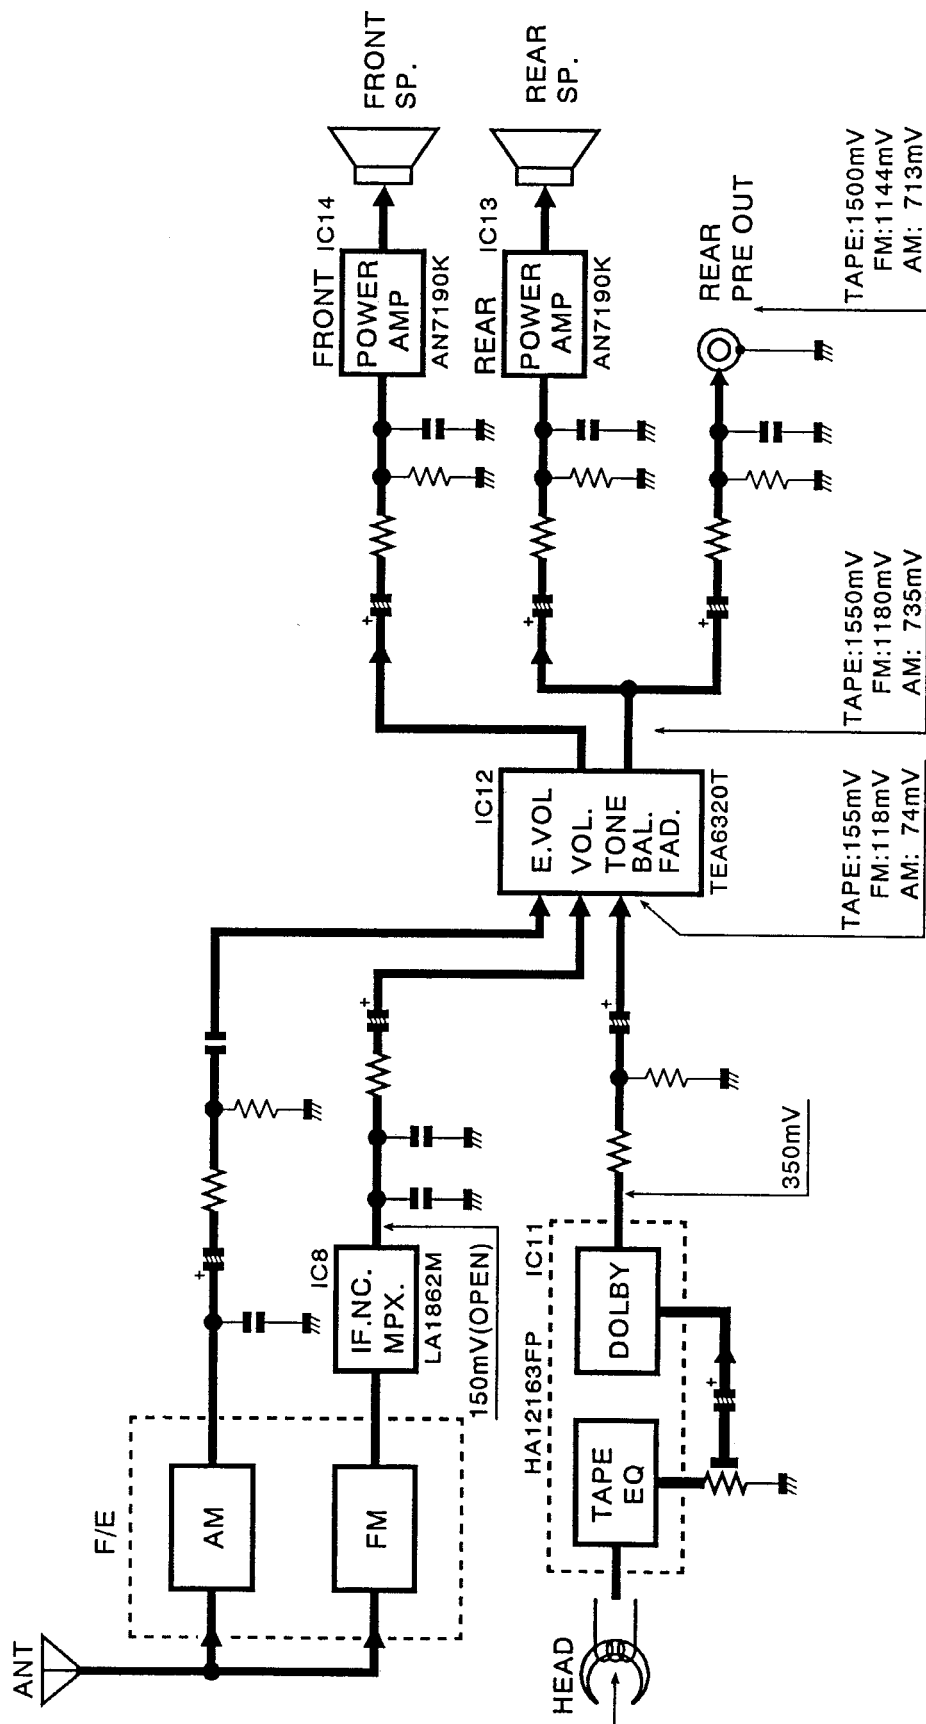 ANT
F/E
AM
FM
IC8
IF.NC.
MPX.
LA1862M
150mV(OPEN)
HEAD
HA12163FP
IC11
TAPE
EQ
DOLBY
350mV
IC12
E.VOL
VOL.
TONE
BAL.
FAD.
TEA6320T
TAPE:155mV
FM:118mV
AM: 74mV
TAPE:1550mV
FM:1180mV
AM: 735mV
FRONT
IC14
POWER
AMP
AN7190K
FRONT
SP.
REAR
IC13
POWER
AMP
AN7190K
REAR
SP.
REAR
PRE OUT
TAPE:1500mV
FM:1144mV
AM: 713mV